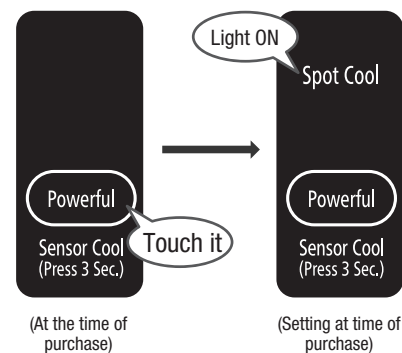 Light ON
Spot Cool
Powerful
Touch it
Sensor Cool
(Press 3 Sec.)
Powerful
Sensor Cool
(Press 3 Sec.)
(At the time of
purchase)
(Setting at time of
purchase)